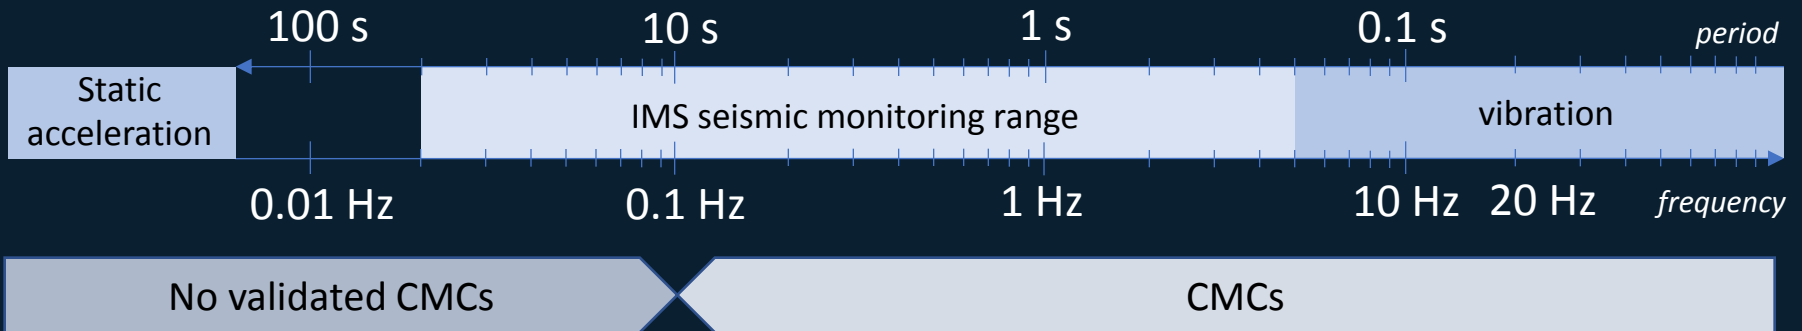 100 s 10 s 1 s 0.1 s period
Static
acceleration
IMS seismic monitoring range
vibration
0.01 Hz 0.1 Hz 1 Hz 10 Hz 20 Hz frequency
No validated CMCs CMCs